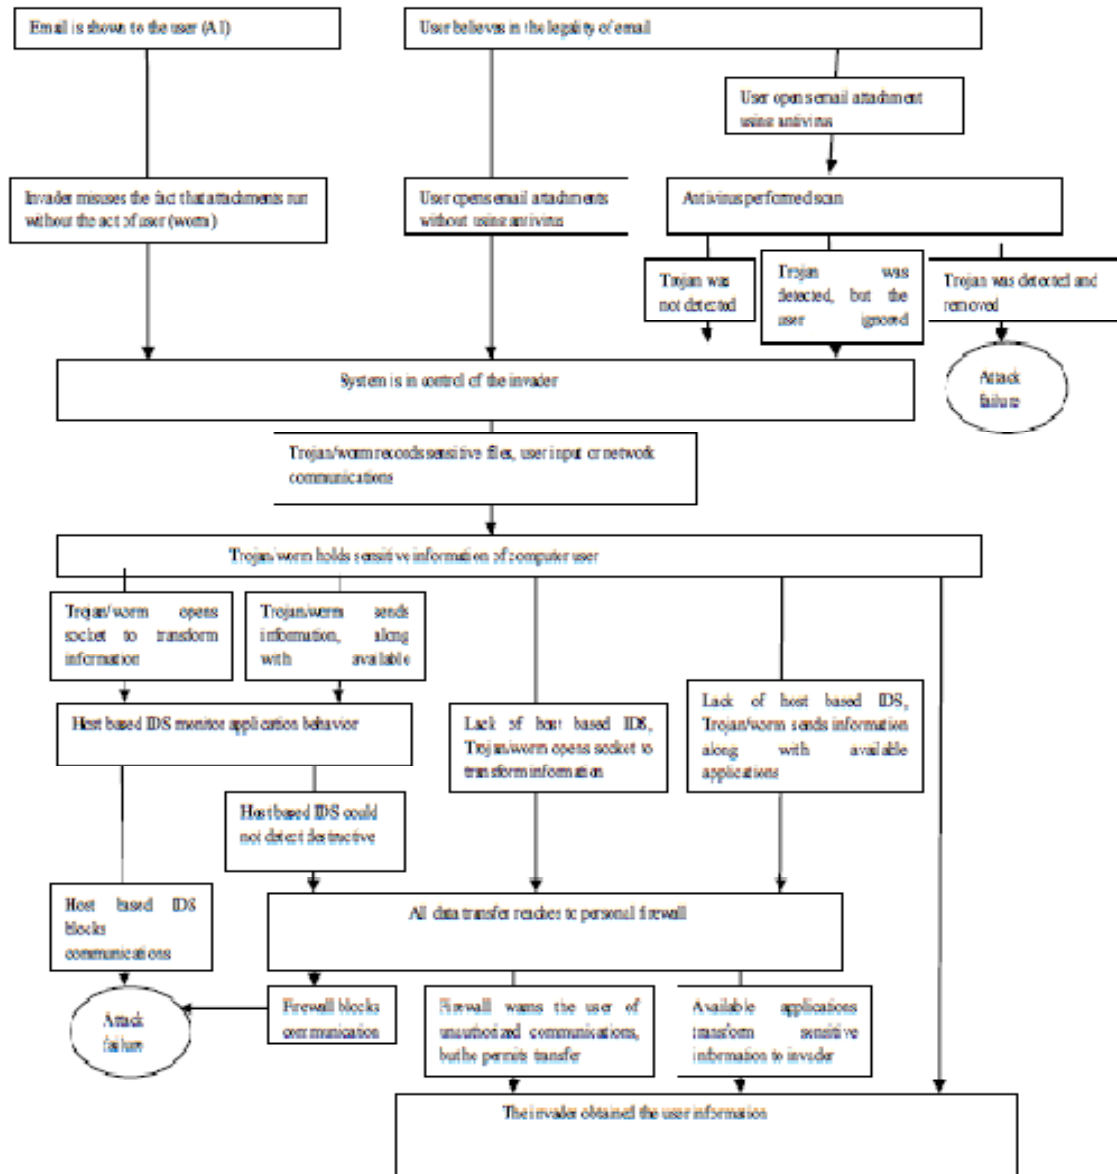 Email is shown to the user (A1)
User believes in the legality of email
User opens email attachment
using antivirus
Invader misuses the fact that attachments run
without the act of user (worm)
User opens email attachments
without using antivirus
Antivirus performed scan
Trojan was
not detected
Trojan was
detected, but the
user ignored
Trojan was detected and
removed
System is in control of the invader
Attack
failure
Trojan/worm records sensitive files, user input or network
communications
Trojan/worm holds sensitive information of computer user
Trojan/worm opens
socket to transform
information
Trojan/worm sends
information, along
with available
Host based IDS monitor application behavior
Lack of host based IDS,
Trojan/worm opens socket to
transform information
Lack of host based IDS,
Trojan/worm sends information
along with available
applications
Host based IDS could
not detect destructive
Host based IDS
blocks
communications
All data transfer reaches to personal firewall
Attack
failure
Firewall blocks
communication
Firewall warns the user of
unauthorized communications,
but he permits transfer
Available applications
transform sensitive
information to invader
The invader obtained the user information